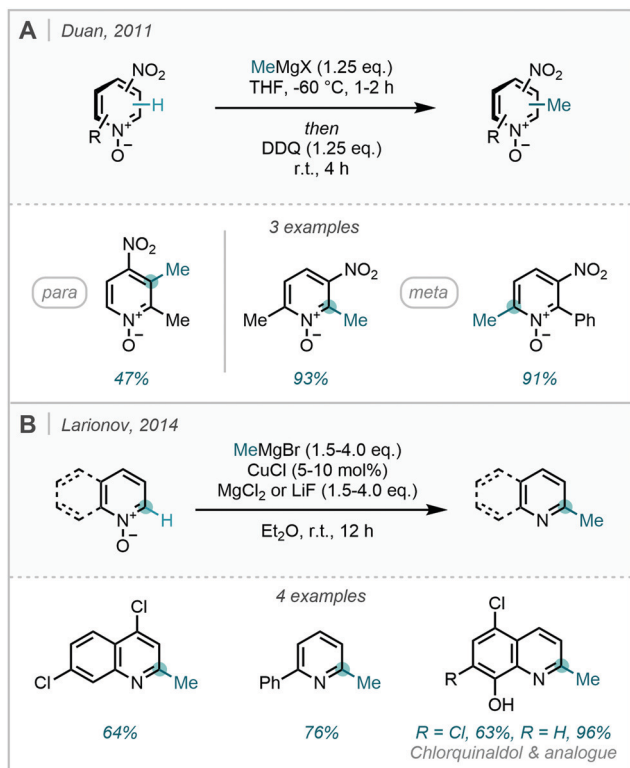 A | Duan, 2011
NO2
H
R
N+
O−
MeMgX (1.25 eq.)
THF, -60 °C, 1-2 h
then
DDQ (1.25 eq.)
r.t., 4 h
NO2
Me
R
N+
O−
3 examples
para
NO2
Me
N+
Me
O−
47%
NO2
Me
N+
Me
O−
93%
meta
NO2
Me
N+
Ph
O−
91%
B | Larionov, 2014
N+
H
O−
MeMgBr (1.5-4.0 eq.)
CuCl (5-10 mol%)
MgCl2 or LiF (1.5-4.0 eq.)
Et2O, r.t., 12 h
N
Me
4 examples
Cl
Cl
N
Me
64%
Ph
N
Me
76%
Cl
R
N
Me
OH
R = Cl, 63%, R = H, 96%
Chlorquinaldol & analogue